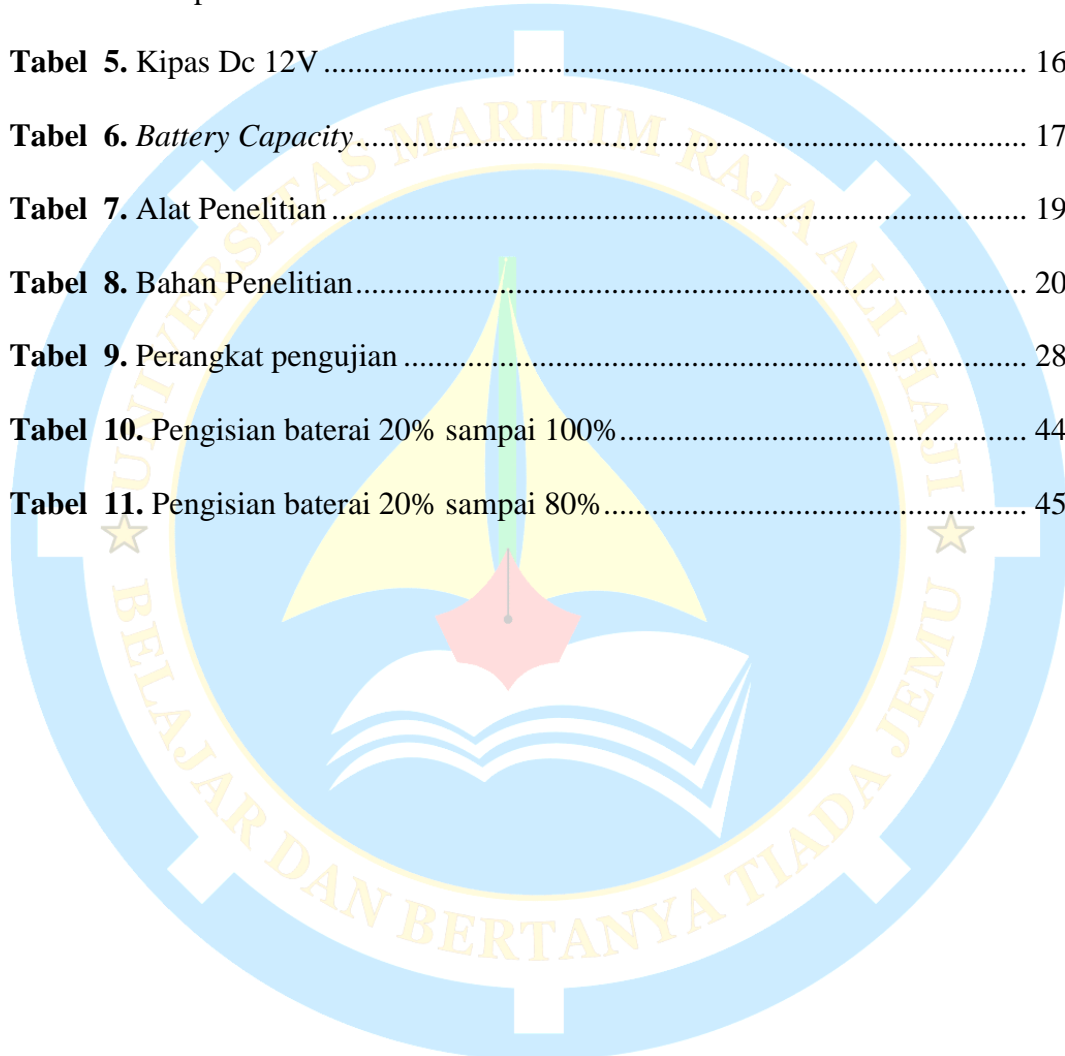 Tabel 5. Kipas Dc 12V ........................................ 16
Tabel 6. Battery Capacity ........................................ 17
Tabel 7. Alat Penelitian ........................................ 19
Tabel 8. Bahan Penelitian ........................................ 20
Tabel 9. Perangkat pengujian ........................................ 28
Tabel 10. Pengisian baterai 20% sampai 100% ........................................ 44
Tabel 11. Pengisian baterai 20% sampai 80% ........................................ 45
UNIVERSITAS MARITIM RAJA ALI HAJI
BELAJAR DAN BERTANYA TIADA JEMU